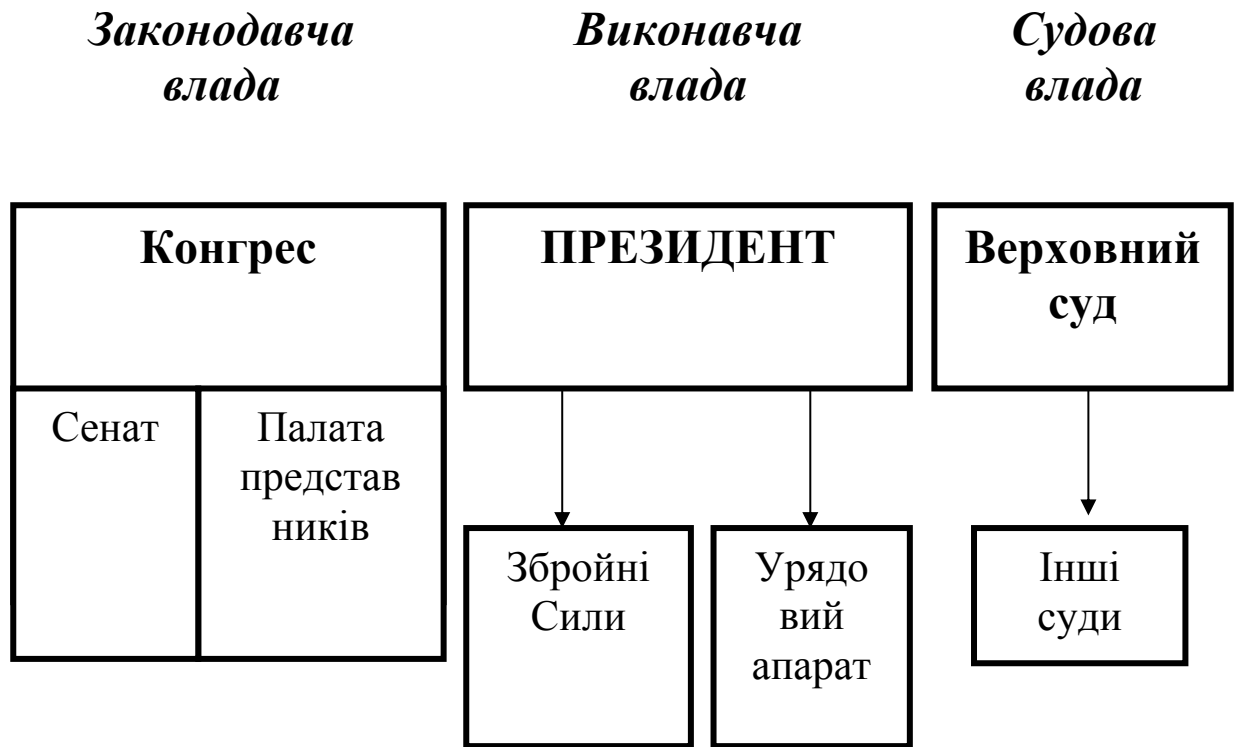 Законодавча
влада
Виконавча
влада
Судова
влада
Конгрес
ПРЕЗИДЕНТ
Верховний
суд
Сенат
Палата
представ
ників
Збройні
Сили
Урядо
вий
апарат
Інші
суди